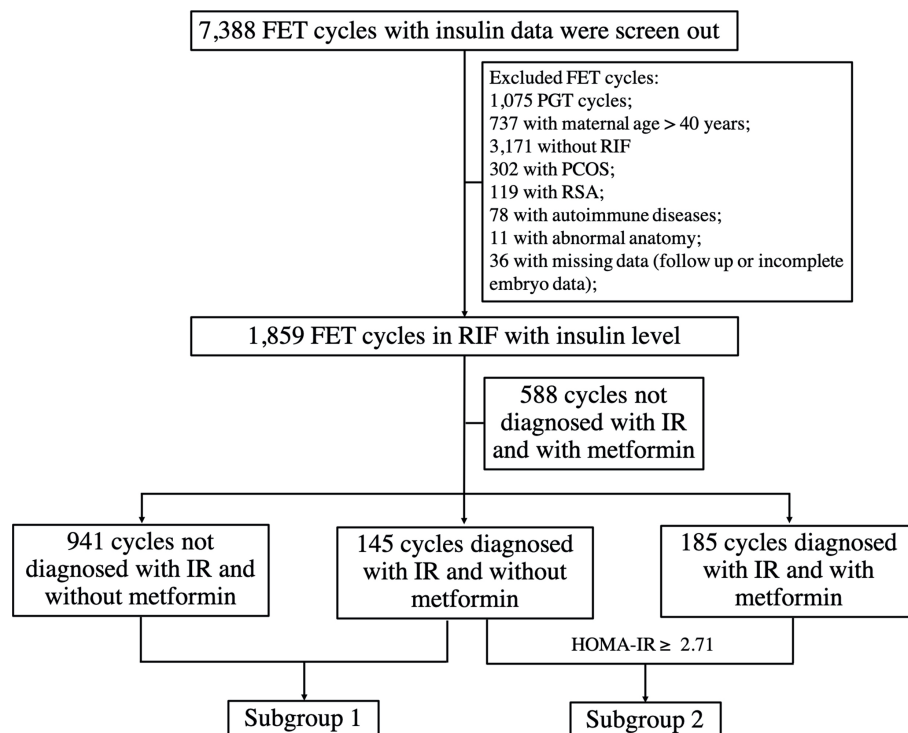 7,388 FET cycles with insulin data were screen out
Excluded FET cycles:
1,075 PGT cycles;
737 with maternal age > 40 years;
3,171 without RIF
302 with PCOS;
119 with RSA;
78 with autoimmune diseases;
11 with abnormal anatomy;
36 with missing data (follow up or incomplete
embryo data);
1,859 FET cycles in RIF with insulin level
588 cycles not
diagnosed with IR
and with metformin
941 cycles not
diagnosed with IR and
without metformin
145 cycles diagnosed
with IR and without
metformin
185 cycles diagnosed
with IR and with
metformin
HOMA-IR ≥ 2.71
Subgroup 1
Subgroup 2